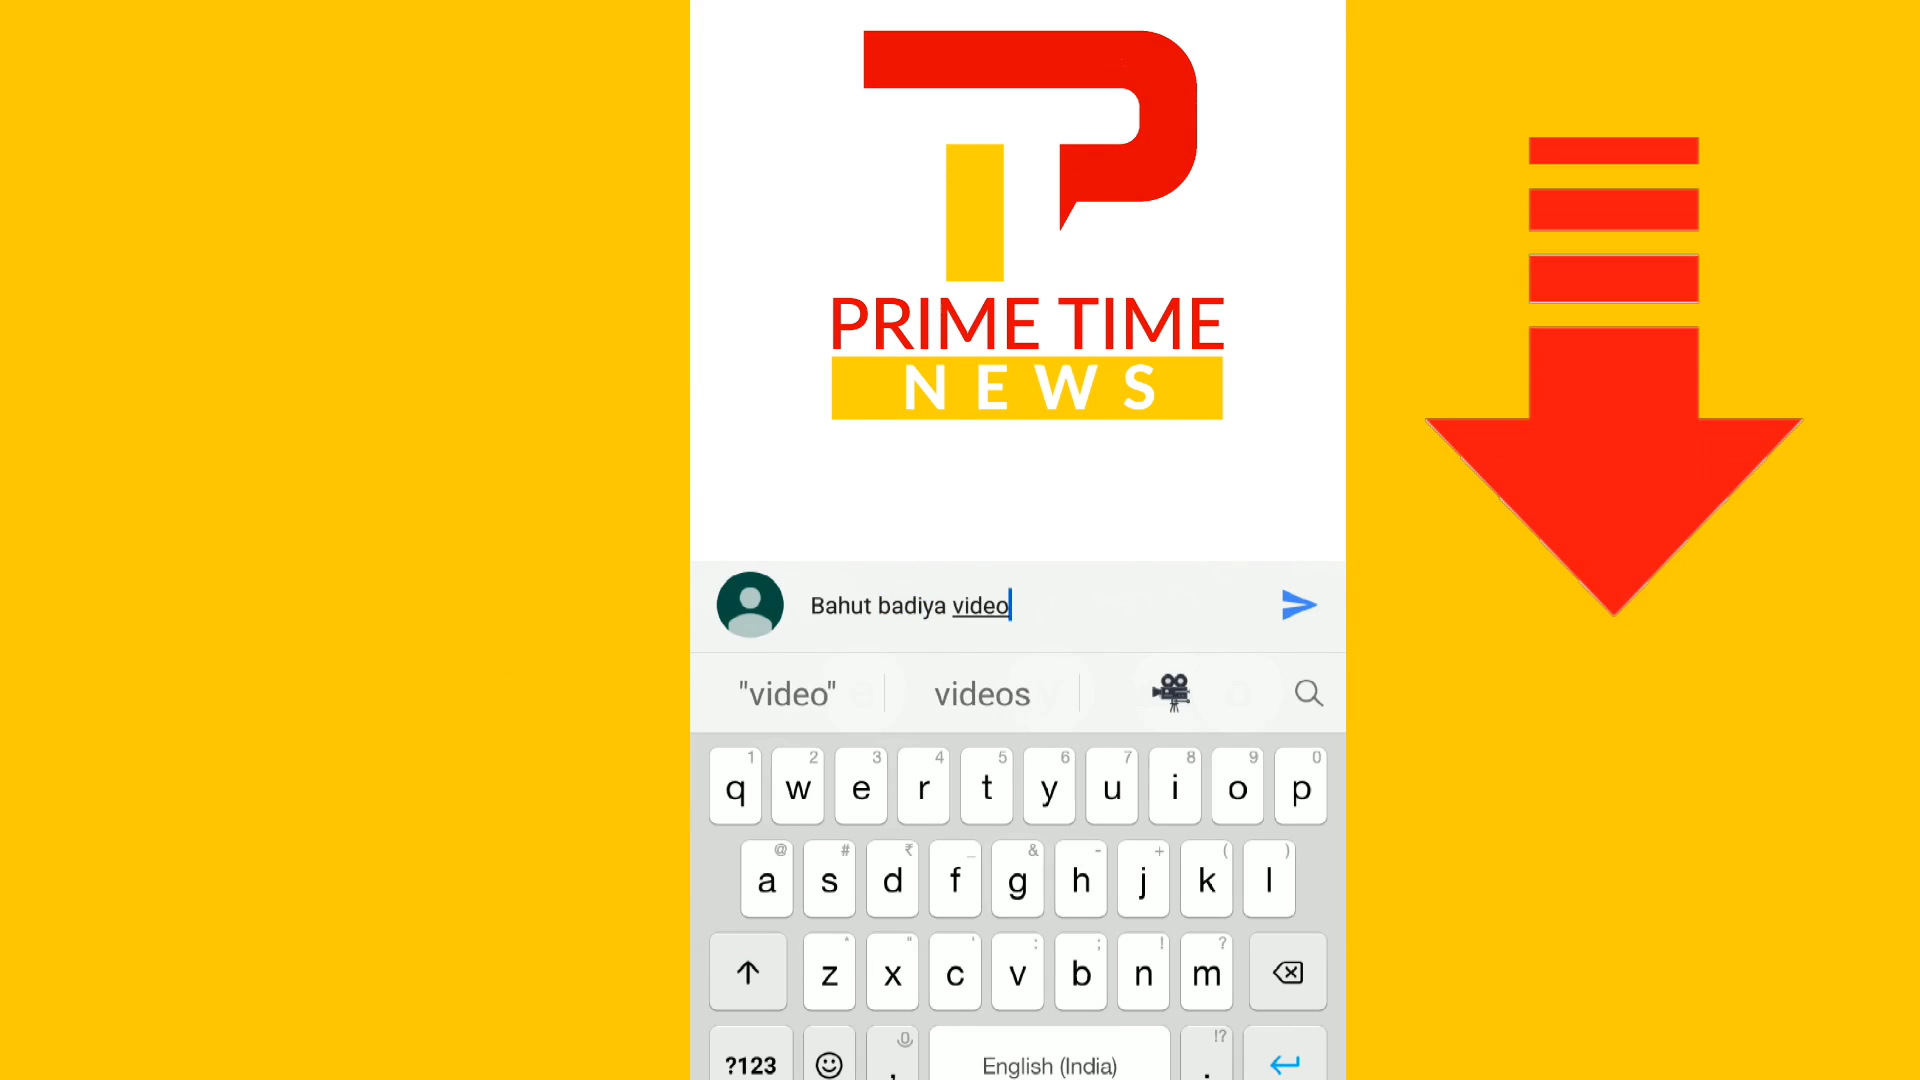 PRIME TIME
NEWS
Bahut badiya video
"video" videos
1 2 3 4 5 6 7 8 9 0
q w e r t y u i o p
@ # ₹ _ & - + ( )
a s d f g h j k l
* " ' : ; ! ?
z x c v b n m
!?
?123 , English (India) .